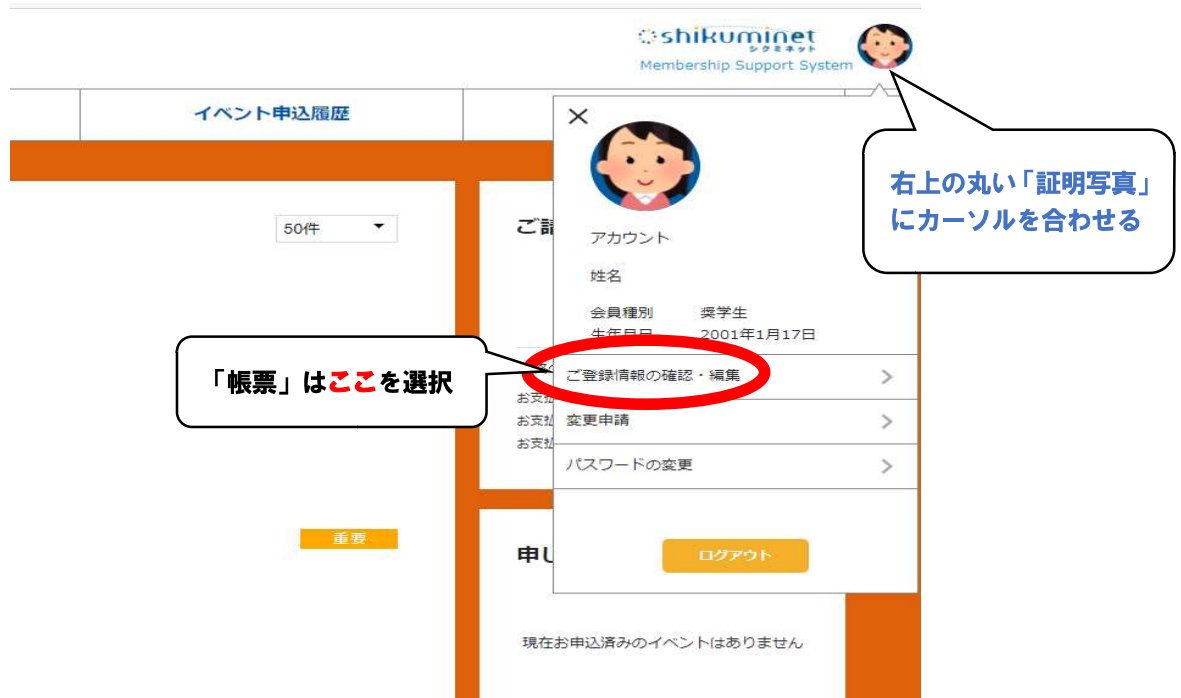 shikuminet
シクミネット
Membership Support System
イベント申込履歴
右上の丸い「証明写真」
にカーソルを合わせる
50件
アカウント
姓名
会員種別 奨学生
生年月日 2001年1月17日
「帳票」はここを選択
ご登録情報の確認・編集
お支払
変更申請
お支払
お支払
パスワードの変更
重要
申し
ログアウト
現在お申込済みのイベントはありません